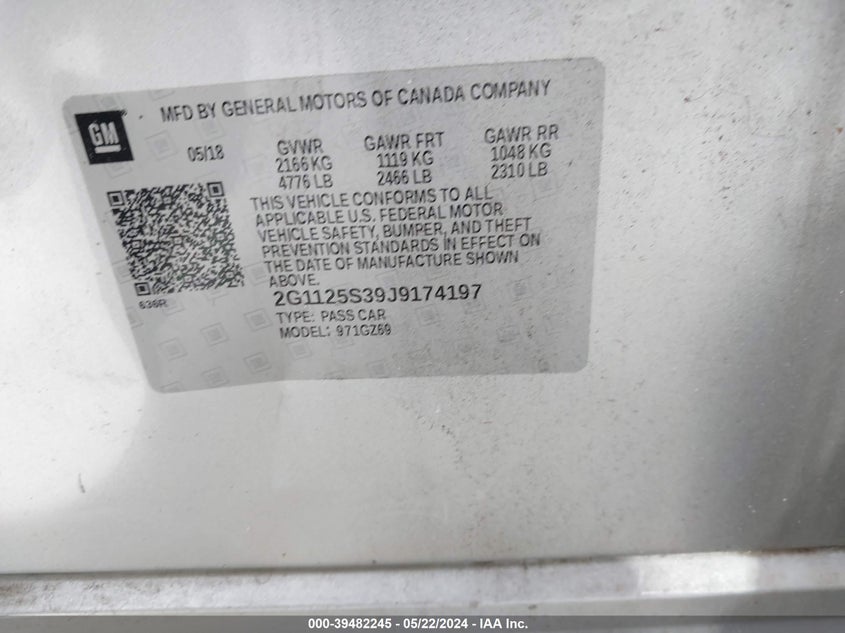 GM
MFD BY GENERAL MOTORS OF CANADA COMPANY
05/18
GVWR
2166 KG
4776 LB
GAWR FRT
1119 KG
2466 LB
GAWR RR
1048 KG
2310 LB
THIS VEHICLE CONFORMS TO ALL
APPLICABLE U.S. FEDERAL MOTOR
VEHICLE SAFETY, BUMPER, AND THEFT
PREVENTION STANDARDS IN EFFECT ON
THE DATE OF MANUFACTURE SHOWN
ABOVE.
636R
2G1125S39J9174197
TYPE: PASS CAR
MODEL: 971GZ69
000-39482245 - 05/22/2024 - IAA Inc.